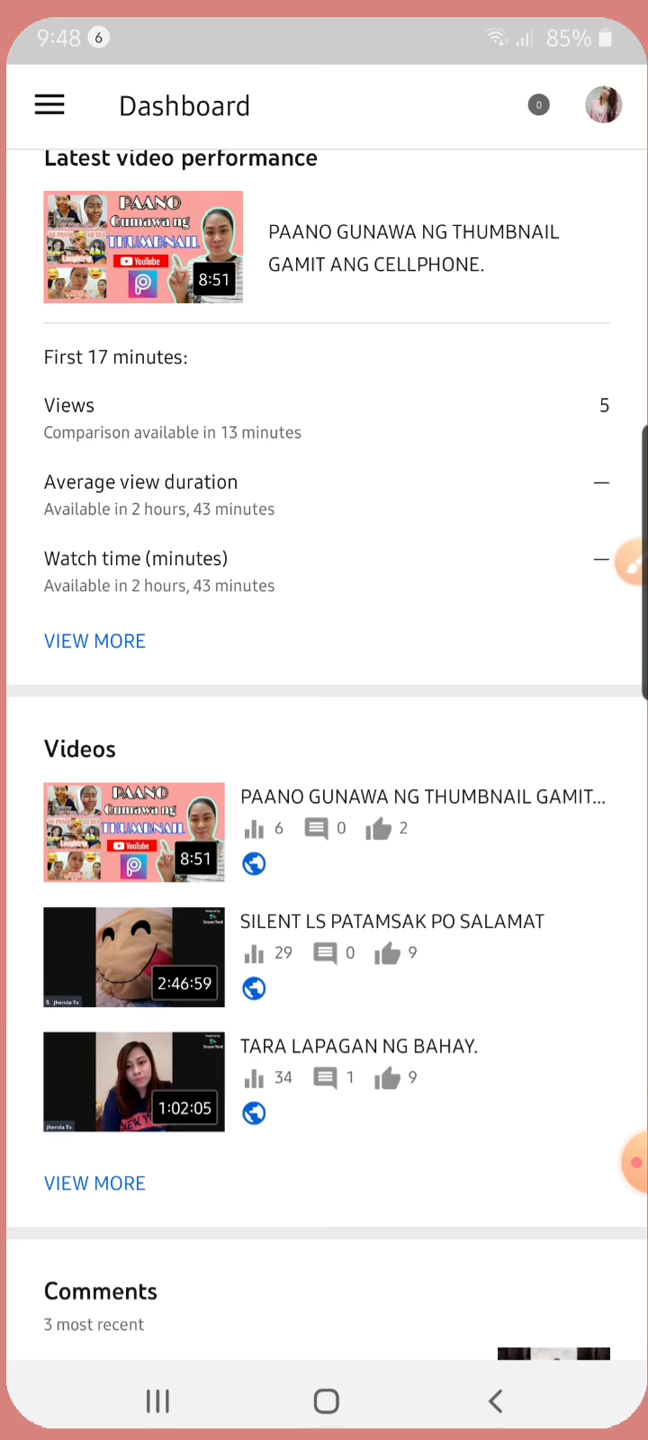 9:48 6 85%
Dashboard 0
Latest video performance
PAANO
Gumawa ng
THUMBNAIL
YouTube
8:51
PAANO GUNAWA NG THUMBNAIL
GAMIT ANG CELLPHONE.
First 17 minutes:
Views 5
Comparison available in 13 minutes
Average view duration —
Available in 2 hours, 43 minutes
Watch time (minutes) —
Available in 2 hours, 43 minutes
VIEW MORE
Videos
PAANO
Gumawa ng
THUMBNAIL
YouTube
8:51
PAANO GUNAWA NG THUMBNAIL GAMIT...
6 0 2
2:46:59
Jhenda Tv
SILENT LS PATAMSAK PO SALAMAT
29 0 9
NEW Y
1:02:05
Jhenda Tv
TARA LAPAGAN NG BAHAY.
34 1 9
VIEW MORE
Comments
3 most recent